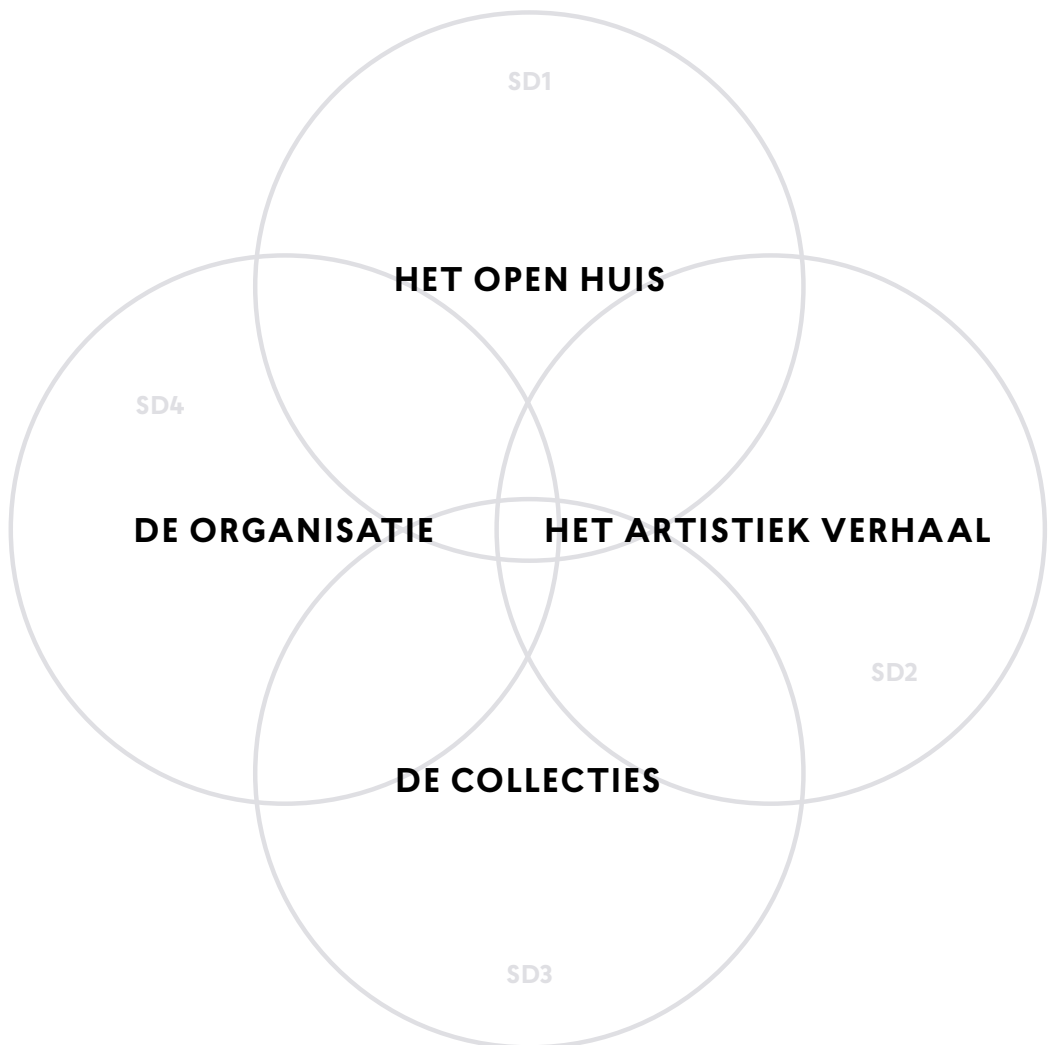 SD1
HET OPEN HUIS
SD4
DE ORGANISATIE
HET ARTISTIEK VERHAAL
SD2
DE COLLECTIES
SD3